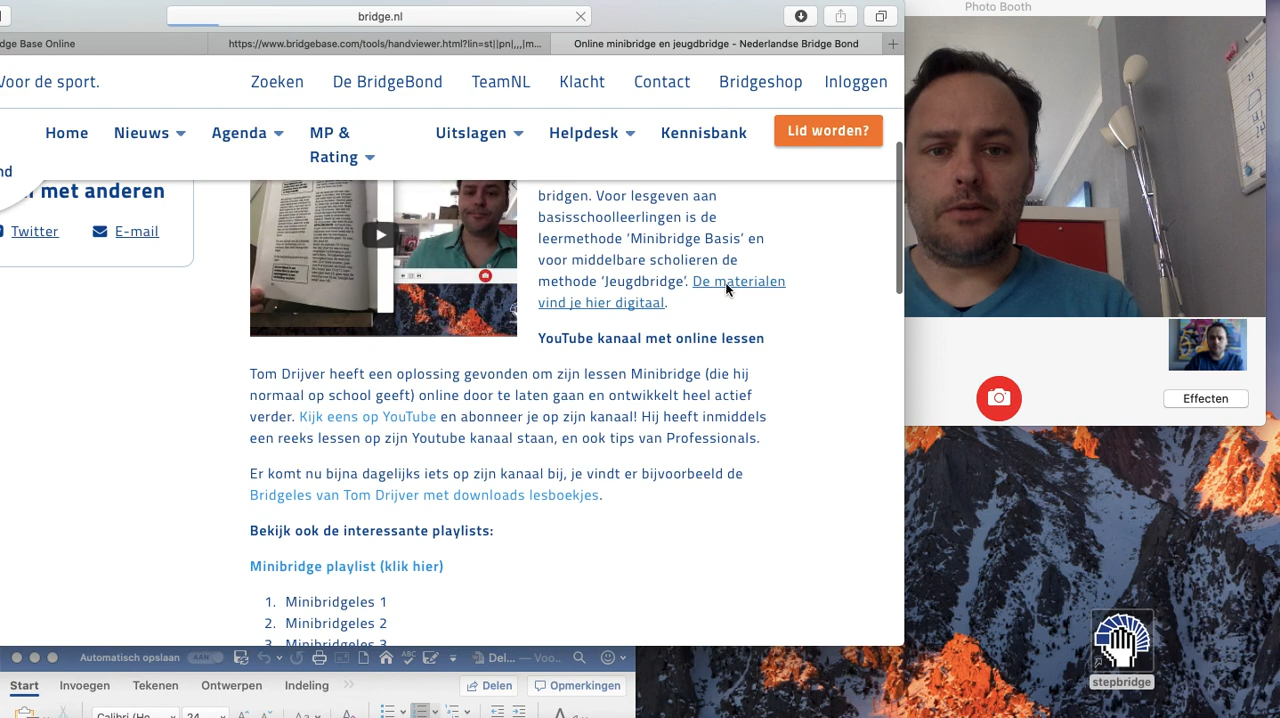 bridge.nl
Photo Booth
dge Base Online
https://www.bridgebase.com/tools/handviewer.html?lin=st||pn|,,,|m...
Online minibridge en jeugdbridge - Nederlandse Bridge Bond
Voor de sport.
Zoeken
De BridgeBond
TeamNL
Klacht
Contact
Bridgeshop
Inloggen
Home
Nieuws
Agenda
MP &
Rating
Uitslagen
Helpdesk
Kennisbank
Lid worden?
nd
met anderen
Twitter
E-mail
bridgen. Voor lesgeven aan
basisschoolleerlingen is de
leermethode ‘Minibridge Basis’ en
voor middelbare scholieren de
methode ‘Jeugdbridge’. De materialen
vind je hier digitaal.
YouTube kanaal met online lessen
Tom Drijver heeft een oplossing gevonden om zijn lessen Minibridge (die hij
normaal op school geeft) online door te laten gaan en ontwikkelt heel actief
verder. Kijk eens op YouTube en abonneer je op zijn kanaal! Hij heeft inmiddels
een reeks lessen op zijn Youtube kanaal staan, en ook tips van Professionals.
Er komt nu bijna dagelijks iets op zijn kanaal bij, je vindt er bijvoorbeeld de
Bridgeles van Tom Drijver met downloads lesboekjes.
Bekijk ook de interessante playlists:
Minibridge playlist (klik hier)
1. Minibridgeles 1
2. Minibridgeles 2
3. Minibridgeles 3
Effecten
stepbridge
Automatisch opslaan
Del... — Voo...
Start
Invoegen
Tekenen
Ontwerpen
Indeling
Delen
Opmerkingen
Calibri (Ho...
24